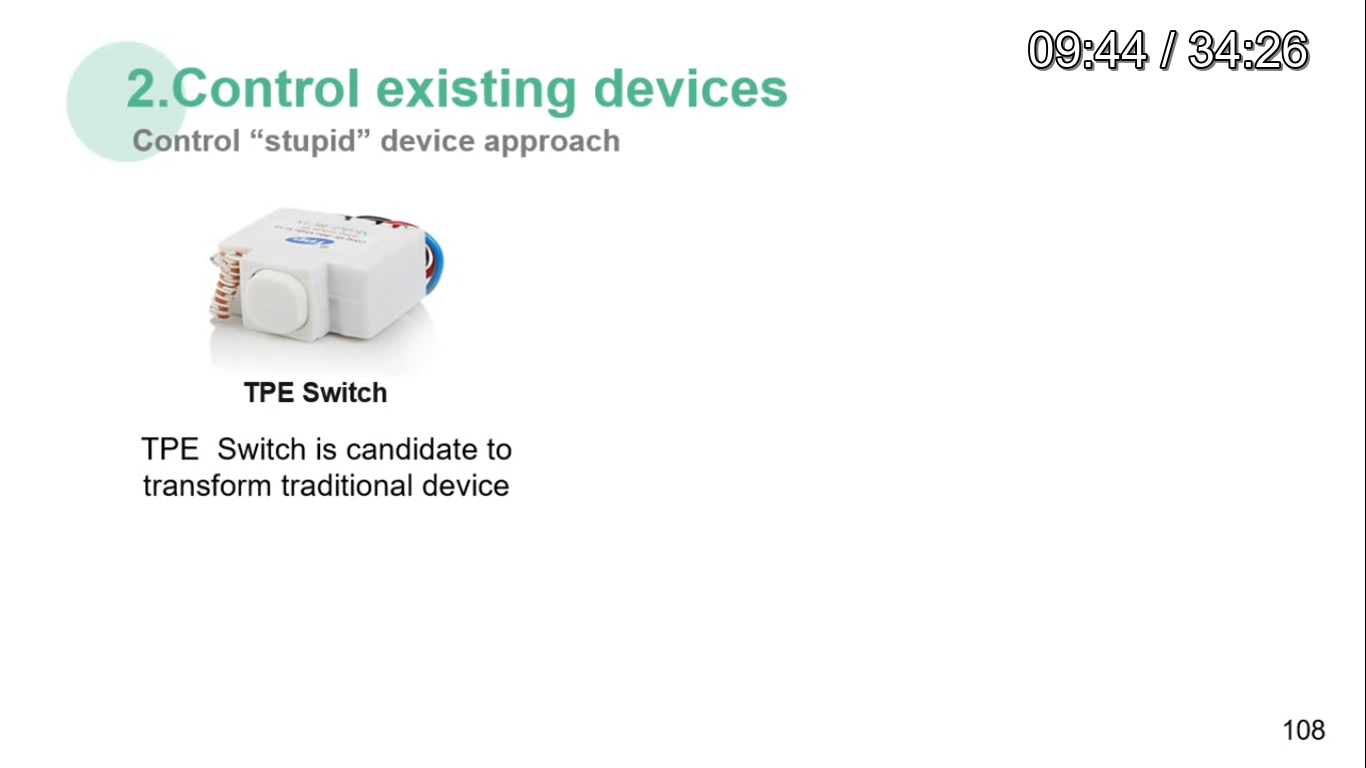 09:44 / 34:26
2.Control existing devices
Control “stupid” device approach
TPE Switch
TPE  Switch is candidate to
transform traditional device
108